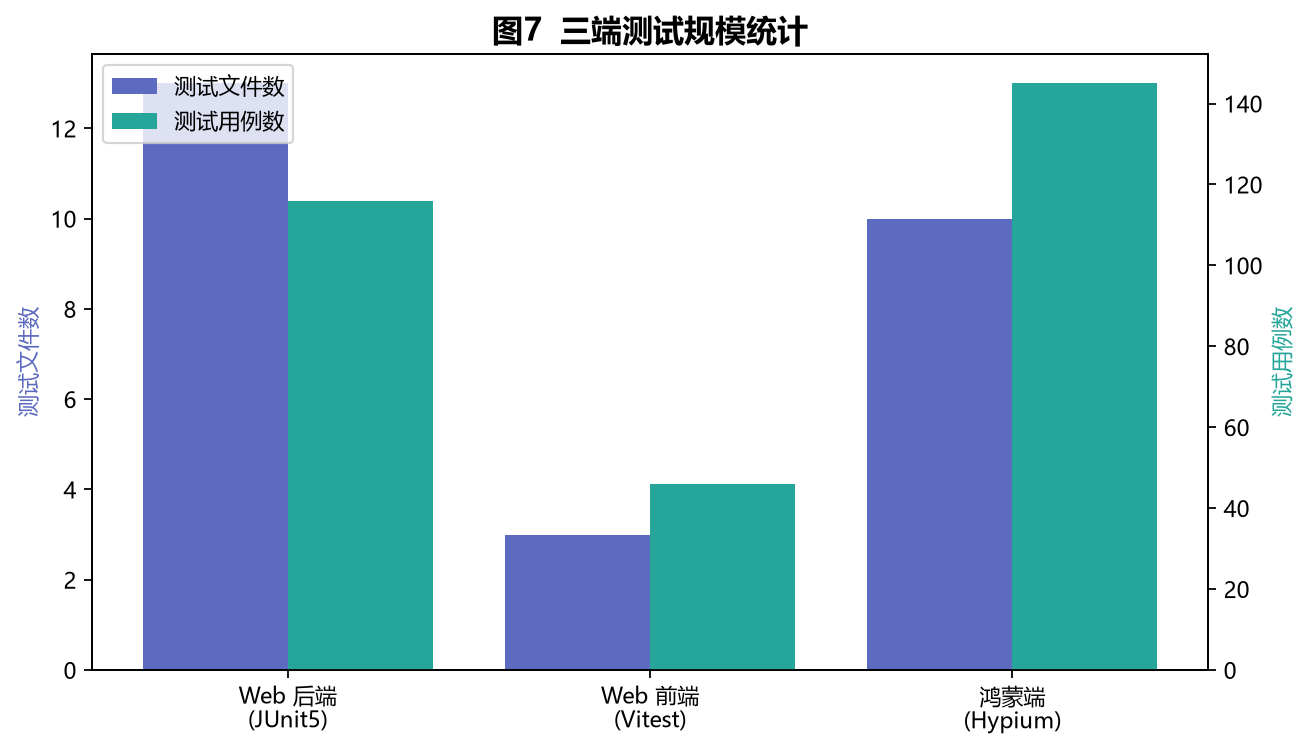 图7 三端测试规模统计
测试文件数
测试用例数
测试文件数
12
10
8
6
4
2
0
测试用例数
140
120
100
80
60
40
20
0
Web 后端
(JUnit5)
Web 前端
(Vitest)
鸿蒙端
(Hypium)